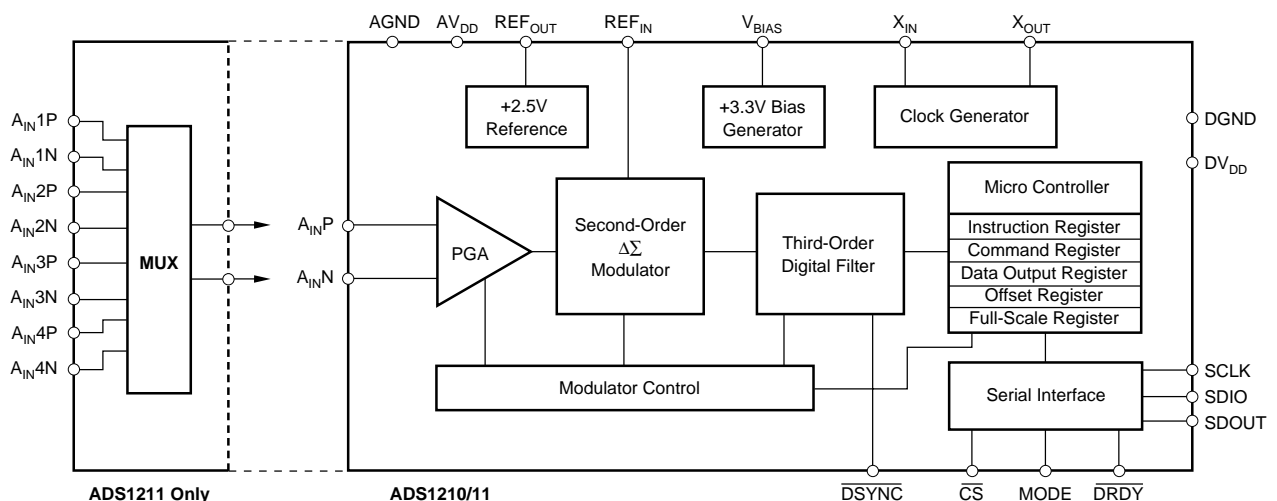 AGND
AVDD
REFOUT
REFIN
VBIAS
XIN
XOUT
+2.5V
Reference
+3.3V Bias
Generator
Clock Generator
AIN1P
AIN1N
AIN2P
AIN2N
AIN3P
AIN3N
AIN4P
AIN4N
MUX
AINP
AINN
PGA
Second-Order
ΔΣ
Modulator
Third-Order
Digital Filter
Micro Controller
Instruction Register
Command Register
Data Output Register
Offset Register
Full-Scale Register
DGND
DVDD
Modulator Control
Serial Interface
SCLK
SDIO
SDOUT
ADS1211 Only
ADS1210/11
DSYNC
CS
MODE
DRDY